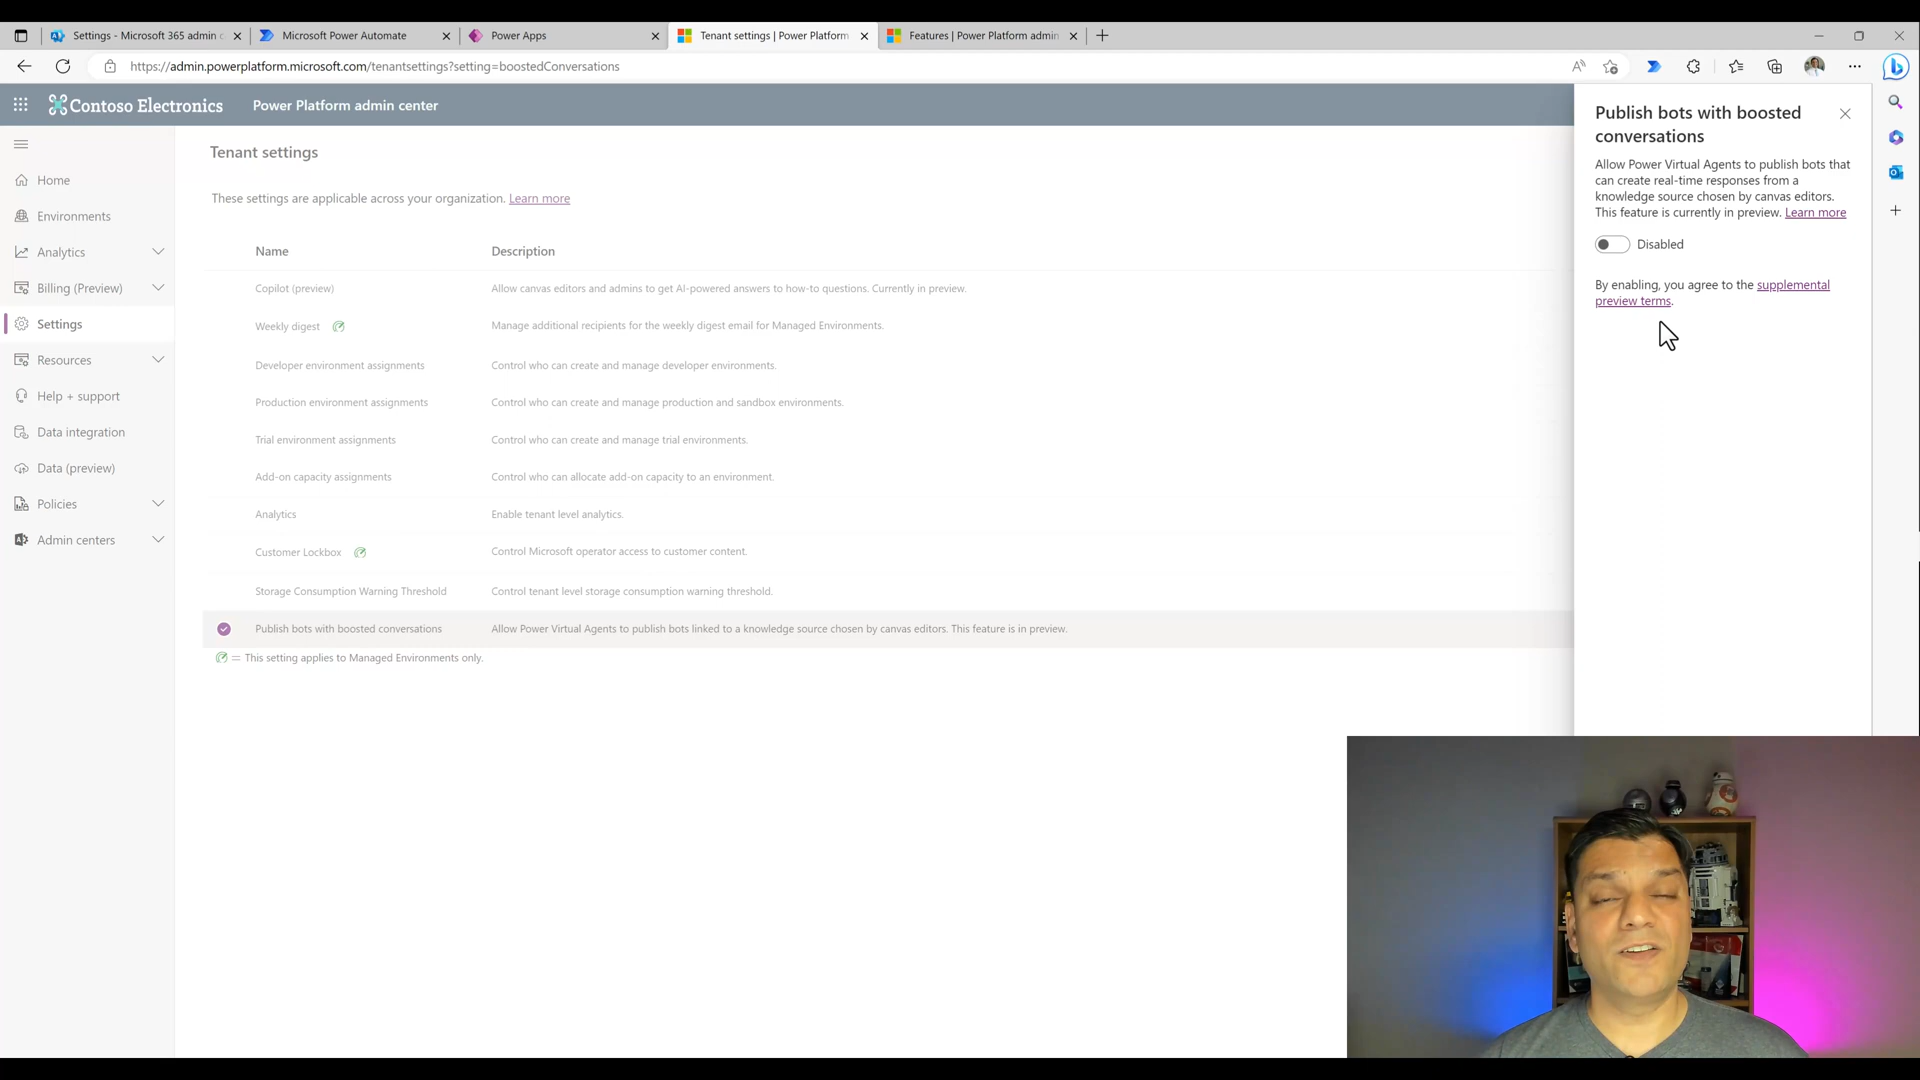 Settings - Microsoft 365 admin c
Microsoft Power Automate
Power Apps
Tenant settings | Power Platform
Features | Power Platform admin
https://admin.powerplatform.microsoft.com/tenantsettings?setting=boostedConversations
Contoso Electronics
Power Platform admin center
Home
Environments
Analytics
Billing (Preview)
Settings
Resources
Help + support
Data integration
Data (preview)
Policies
Admin centers
Tenant settings
These settings are applicable across your organization. Learn more
Name Description
Copilot (preview) Allow canvas editors and admins to get AI-powered answers to how-to questions. Currently in preview.
Weekly digest Manage additional recipients for the weekly digest email for Managed Environments.
Developer environment assignments Control who can create and manage developer environments.
Production environment assignments Control who can create and manage production and sandbox environments.
Trial environment assignments Control who can create and manage trial environments.
Add-on capacity assignments Control who can allocate add-on capacity to an environment.
Analytics Enable tenant level analytics.
Customer Lockbox Control Microsoft operator access to customer content.
Storage Consumption Warning Threshold Control tenant level storage consumption warning threshold.
Publish bots with boosted conversations Allow Power Virtual Agents to publish bots linked to a knowledge source chosen by canvas editors. This feature is in preview.
= This setting applies to Managed Environments only.
Publish bots with boosted
conversations
Allow Power Virtual Agents to publish bots that
can create real-time responses from a
knowledge source chosen by canvas editors.
This feature is currently in preview. Learn more
Disabled
By enabling, you agree to the supplemental
preview terms.